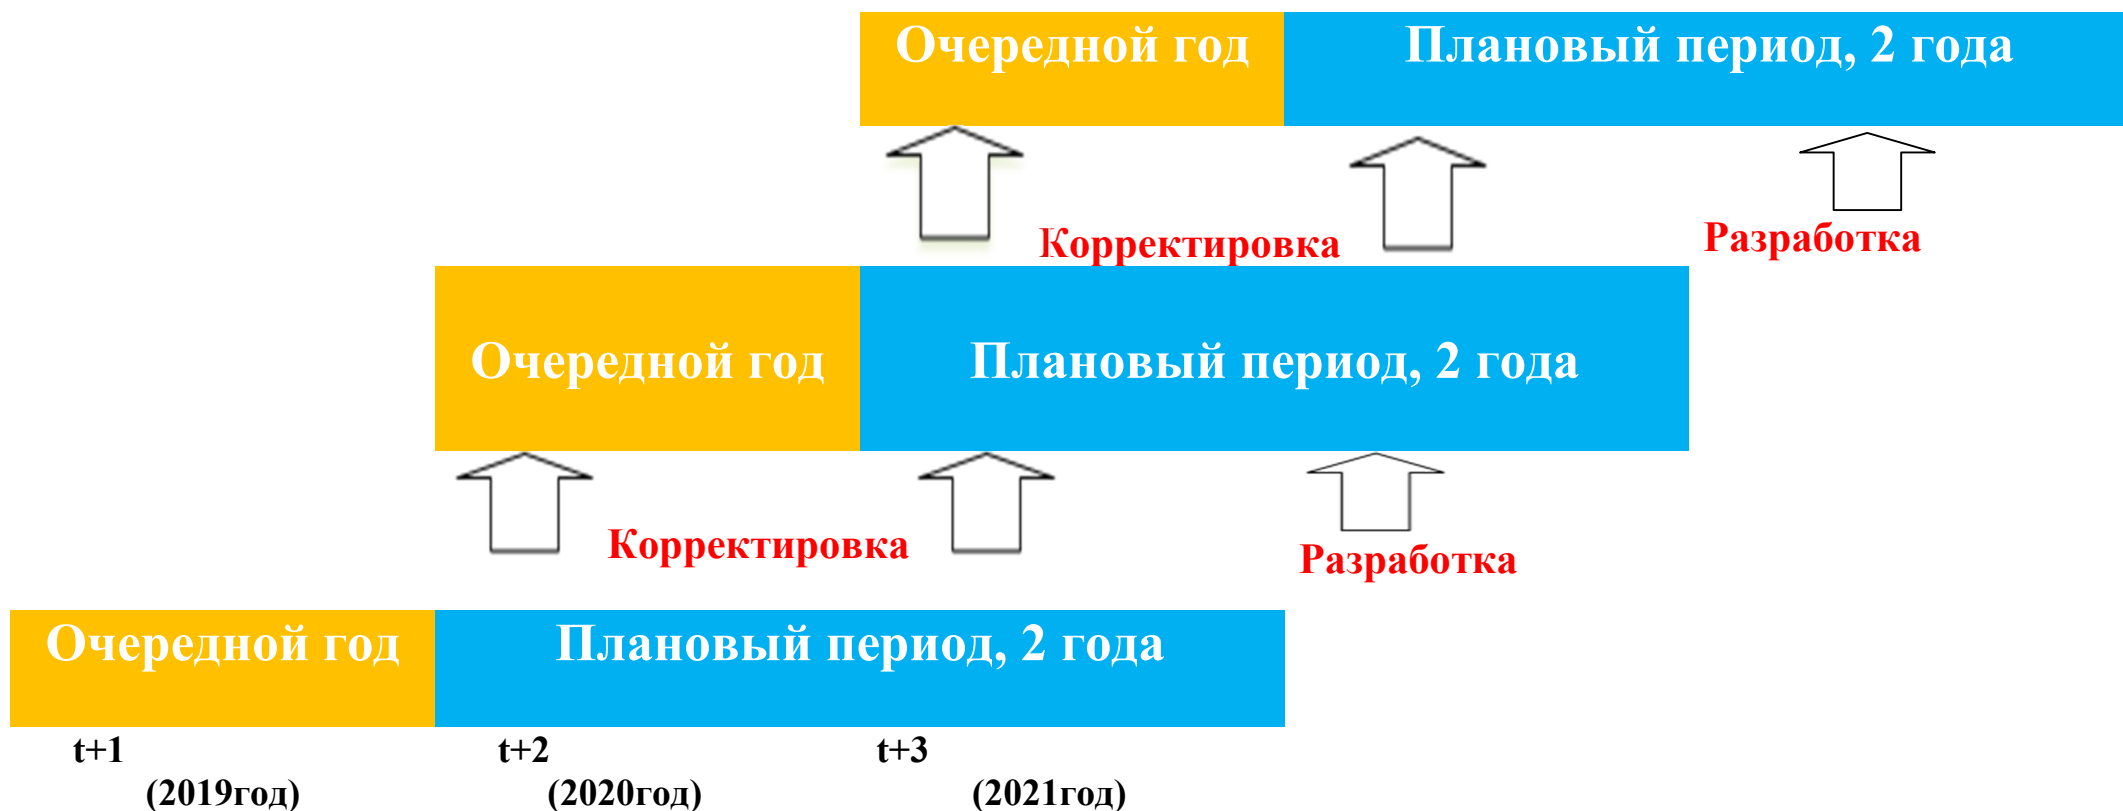 Очередной год
Плановый период, 2 года
Корректировка
Разработка
Очередной год
Плановый период, 2 года
Корректировка
Разработка
Очередной год
Плановый период, 2 года
t+1
t+2
t+3
(2019год)
(2020год)
(2021год)